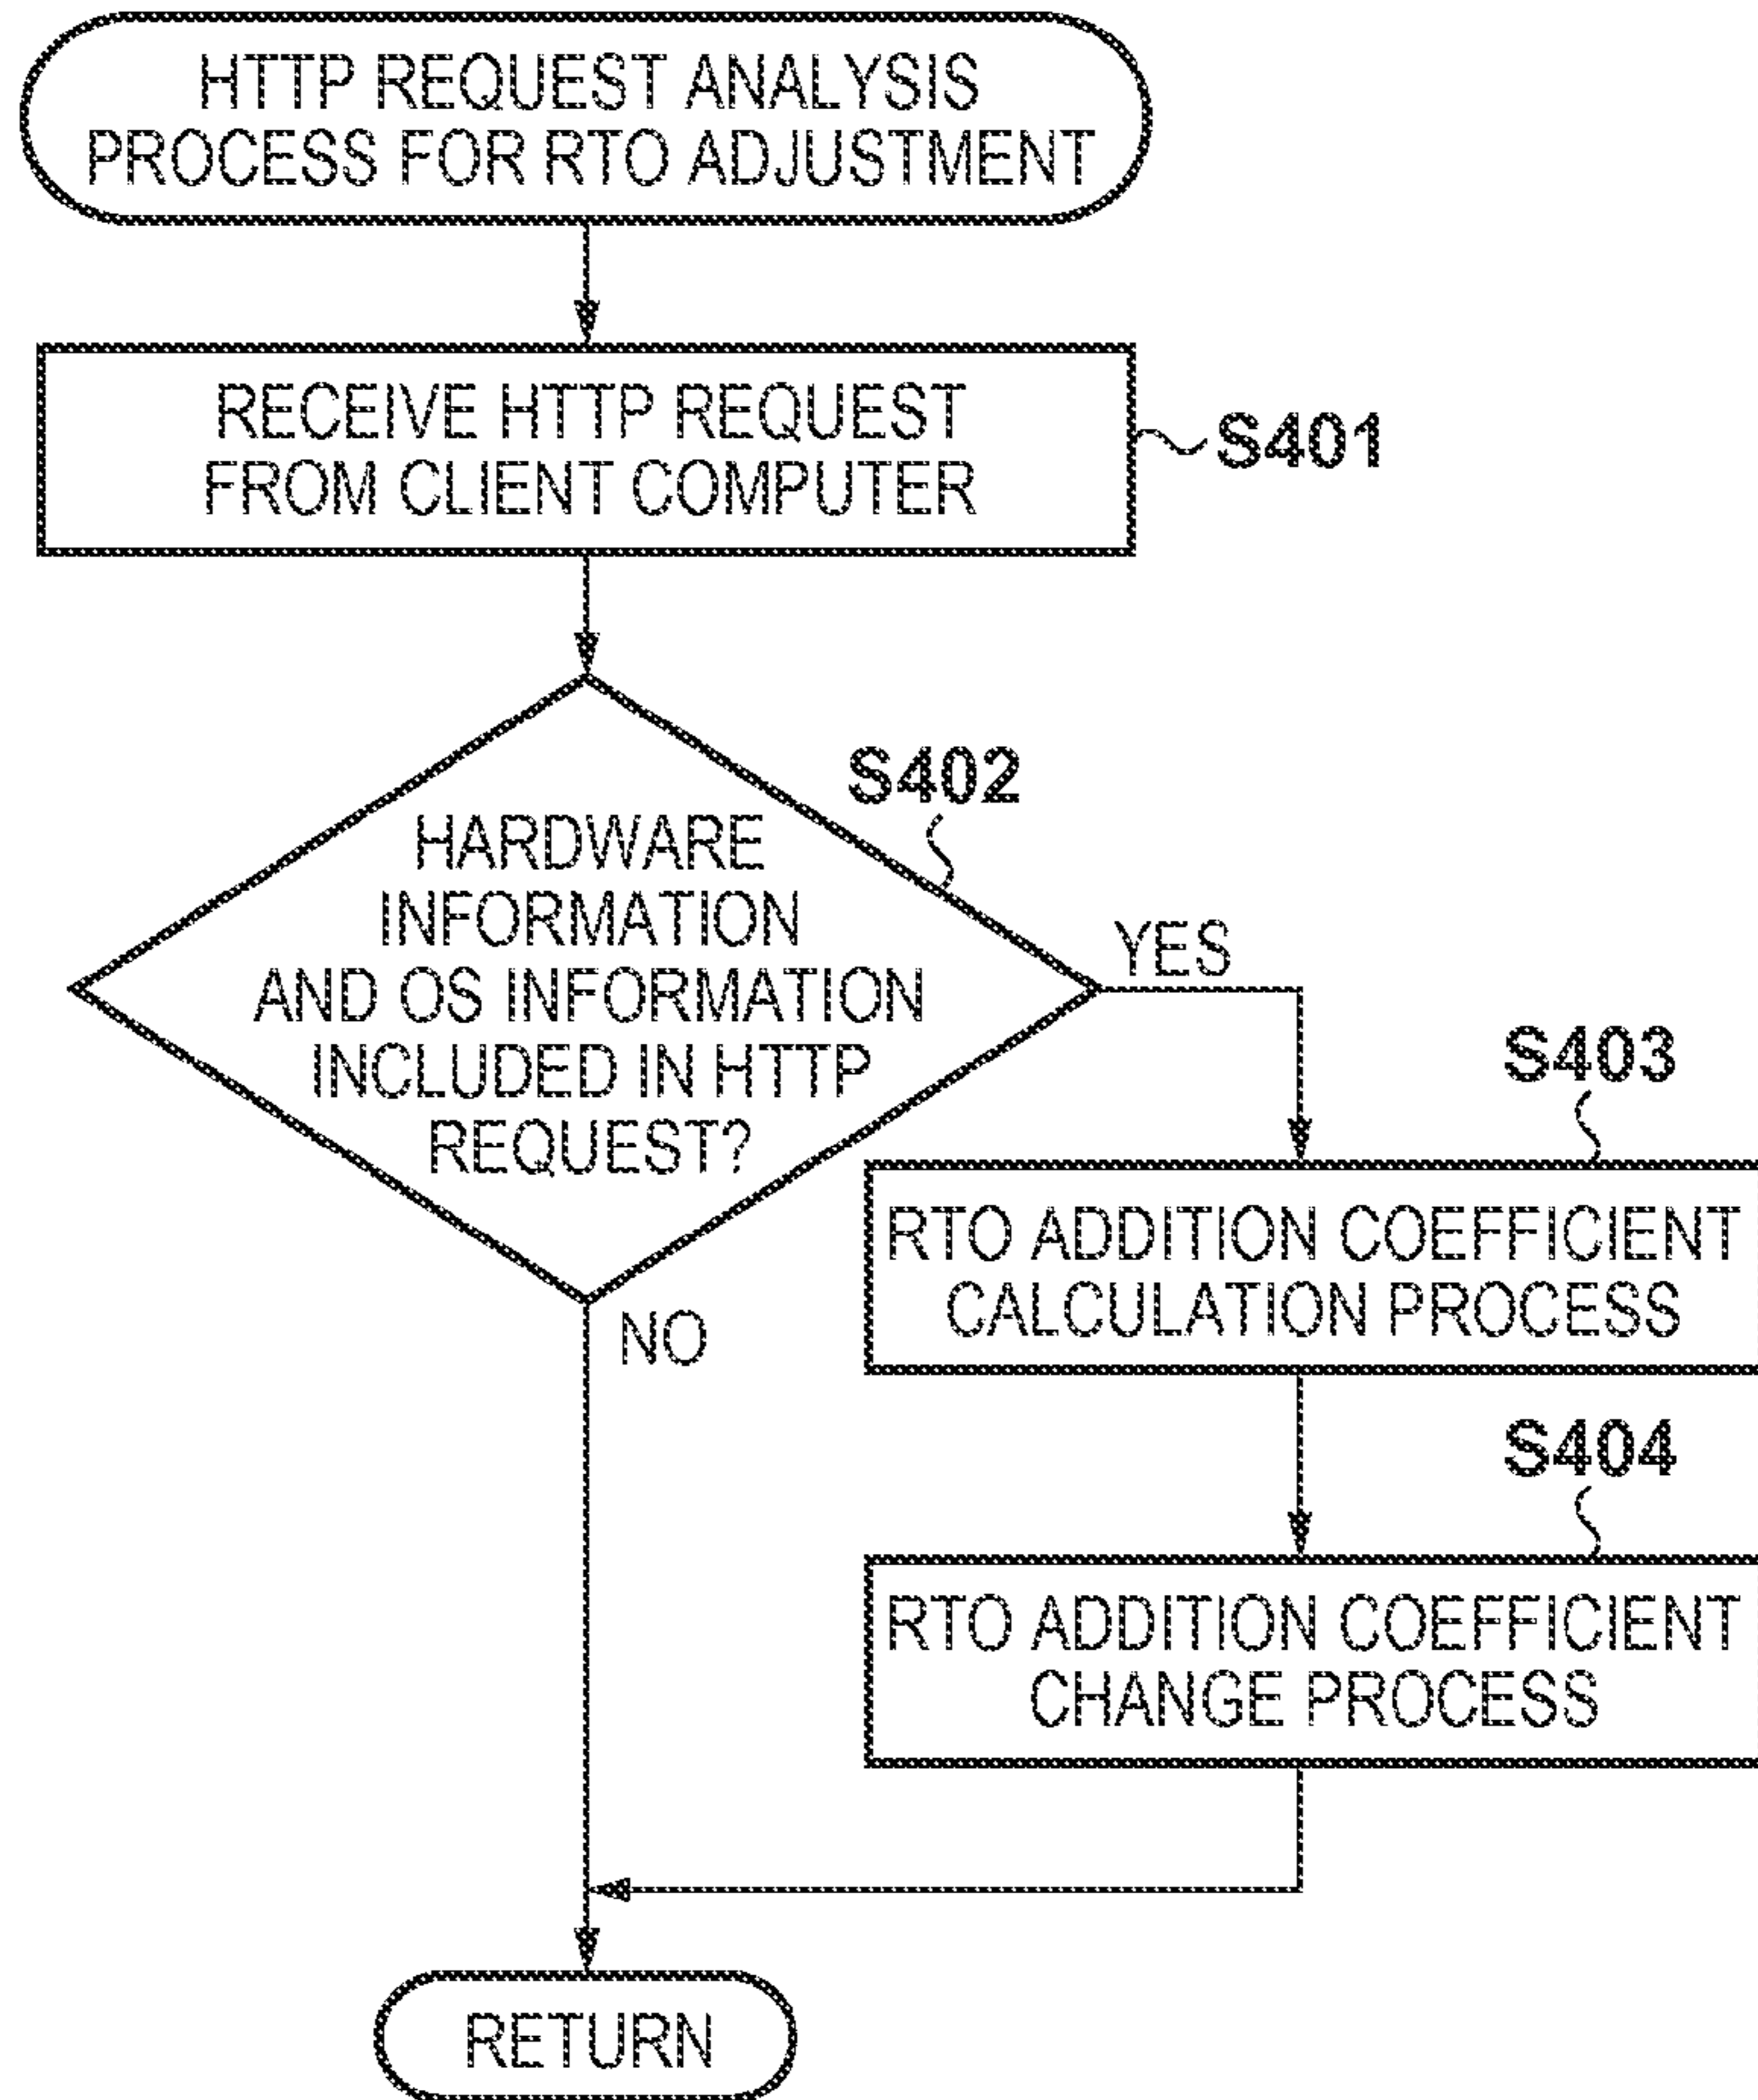 HTTP REQUEST ANALYSIS
PROCESS FOR RTO ADJUSTMENT
RECEIVE HTTP REQUEST
FROM CLIENT COMPUTER
S401
S402
HARDWARE
INFORMATION
AND OS INFORMATION
INCLUDED IN HTTP
REQUEST?
YES
NO
S403
RTO ADDITION COEFFICIENT
CALCULATION PROCESS
S404
RTO ADDITION COEFFICIENT
CHANGE PROCESS
RETURN